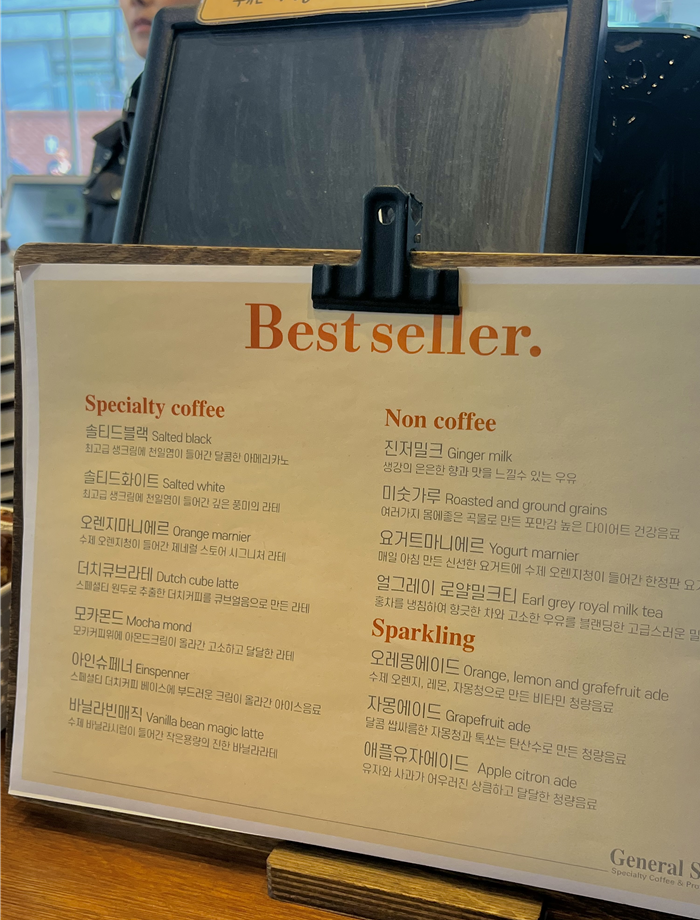 Best seller.
Specialty coffee
솔티드블랙 Salted black
최고급 생크림에 천일염이 들어간 달콤한 아메리카노
솔티드화이트 Salted white
최고급 생크림에 천일염이 들어간 깊은 풍미의 라테
오렌지마니에르 Orange marnier
수제 오렌지청이 들어간 제네럴 스토어 시그니처 라테
더치큐브라테 Dutch cube latte
스페셜티 원두로 추출한 더치커피를 큐브얼음으로 만든 라테
모카몬드 Mocha mond
모카커피위에 아몬드크림이 올라간 고소하고 달달한 라테
아인슈페너 Einspenner
스페셜티 더치커피 베이스에 부드러운 크림이 올라간 아이스음료
바닐라빈매직 Vanilla bean magic latte
수제 바닐라시럽이 들어간 작은용량의 진한 바닐라라테
Non coffee
진저밀크 Ginger milk
생강의 은은한 향과 맛을 느낄수 있는 우유
미숫가루 Roasted and ground grains
여러가지 몸에좋은 곡물로 만든 포만감 높은 다이어트 건강음료
요거트마니에르 Yogurt marnier
매일 아침 만든 신선한 요거트에 수제 오렌지청이 들어간 한정판 요
얼그레이 로얄밀크티 Earl grey royal milk tea
홍차를 냉침하여 향긋한 차와 고소한 우유를 블랜딩한 고급스러운 밀
Sparkling
오레몽에이드 Orange, lemon and grafefruit ade
수제 오렌지, 레몬, 자몽청으로 만든 비타민 청량음료
자몽에이드 Grapefruit ade
달콤 쌉싸름한 자몽청과 톡쏘는 탄산수로 만든 청량음료
애플유자에이드 Apple citron ade
유자와 사과가 어우러진 상큼하고 달달한 청량음료
General S
Specialty Coffee & Pro